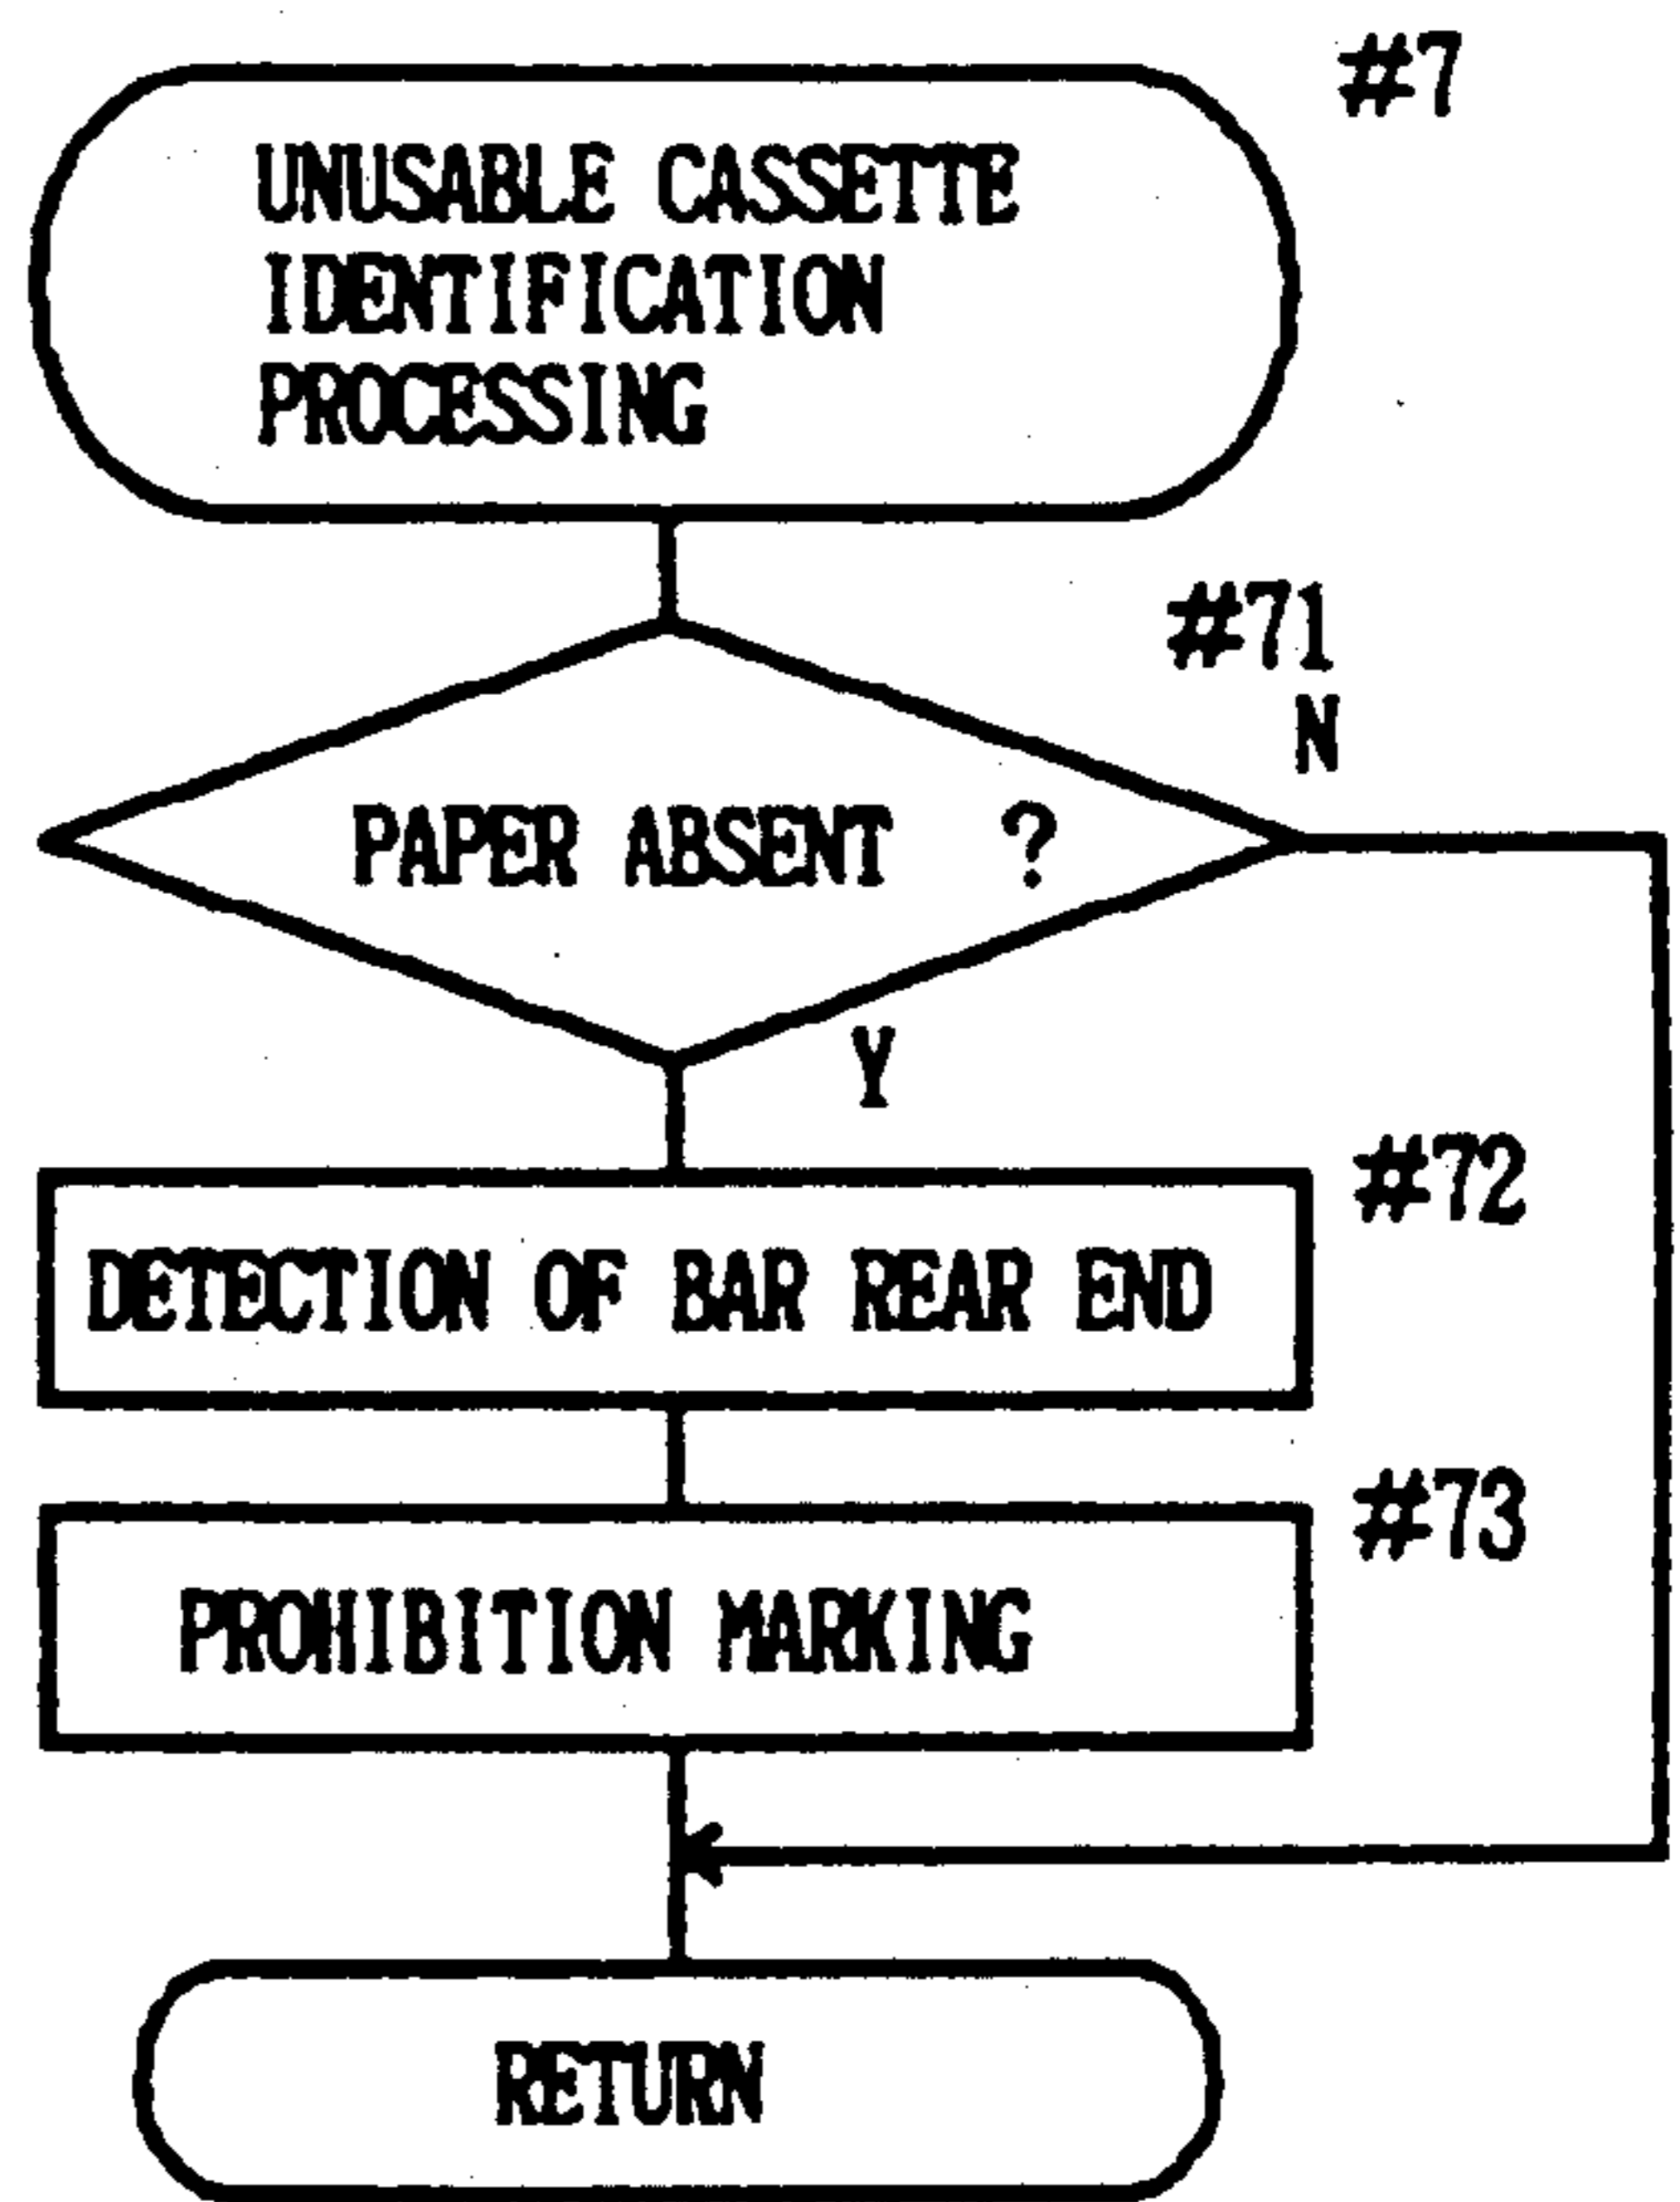 #7
UNUSABLE CASSETTE
IDENTIFICATION
PROCESSING
#71
N
PAPER ABSENT ?
Y
#72
DETECTION OF BAR REAR END
#73
PROHIBITION MARKING
RETURN